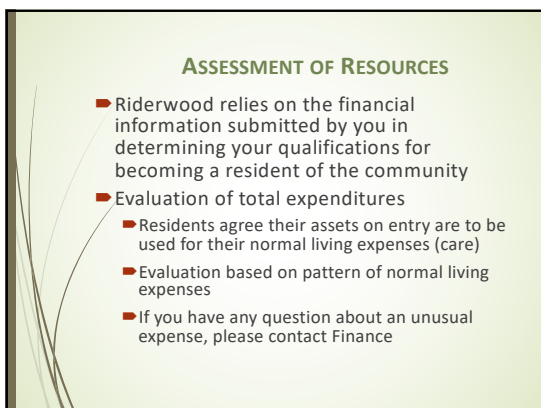 ASSESSMENT OF RESOURCES
Riderwood relies on the financial
information submitted by you in
determining your qualifications for
becoming a resident of the community
Evaluation of total expenditures
Residents agree their assets on entry are to be
used for their normal living expenses (care)
Evaluation based on pattern of normal living
expenses
If you have any question about an unusual
expense, please contact Finance